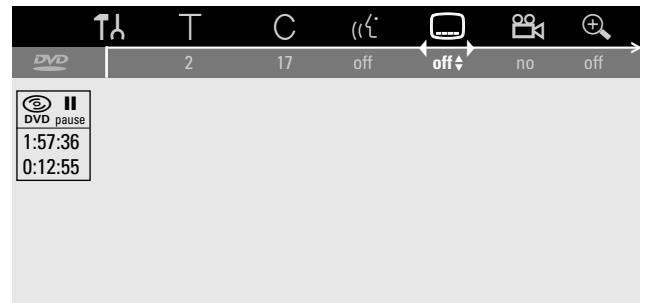 T C
DVD 2 17 off off no off
DVD pause
1:57:36
0:12:55